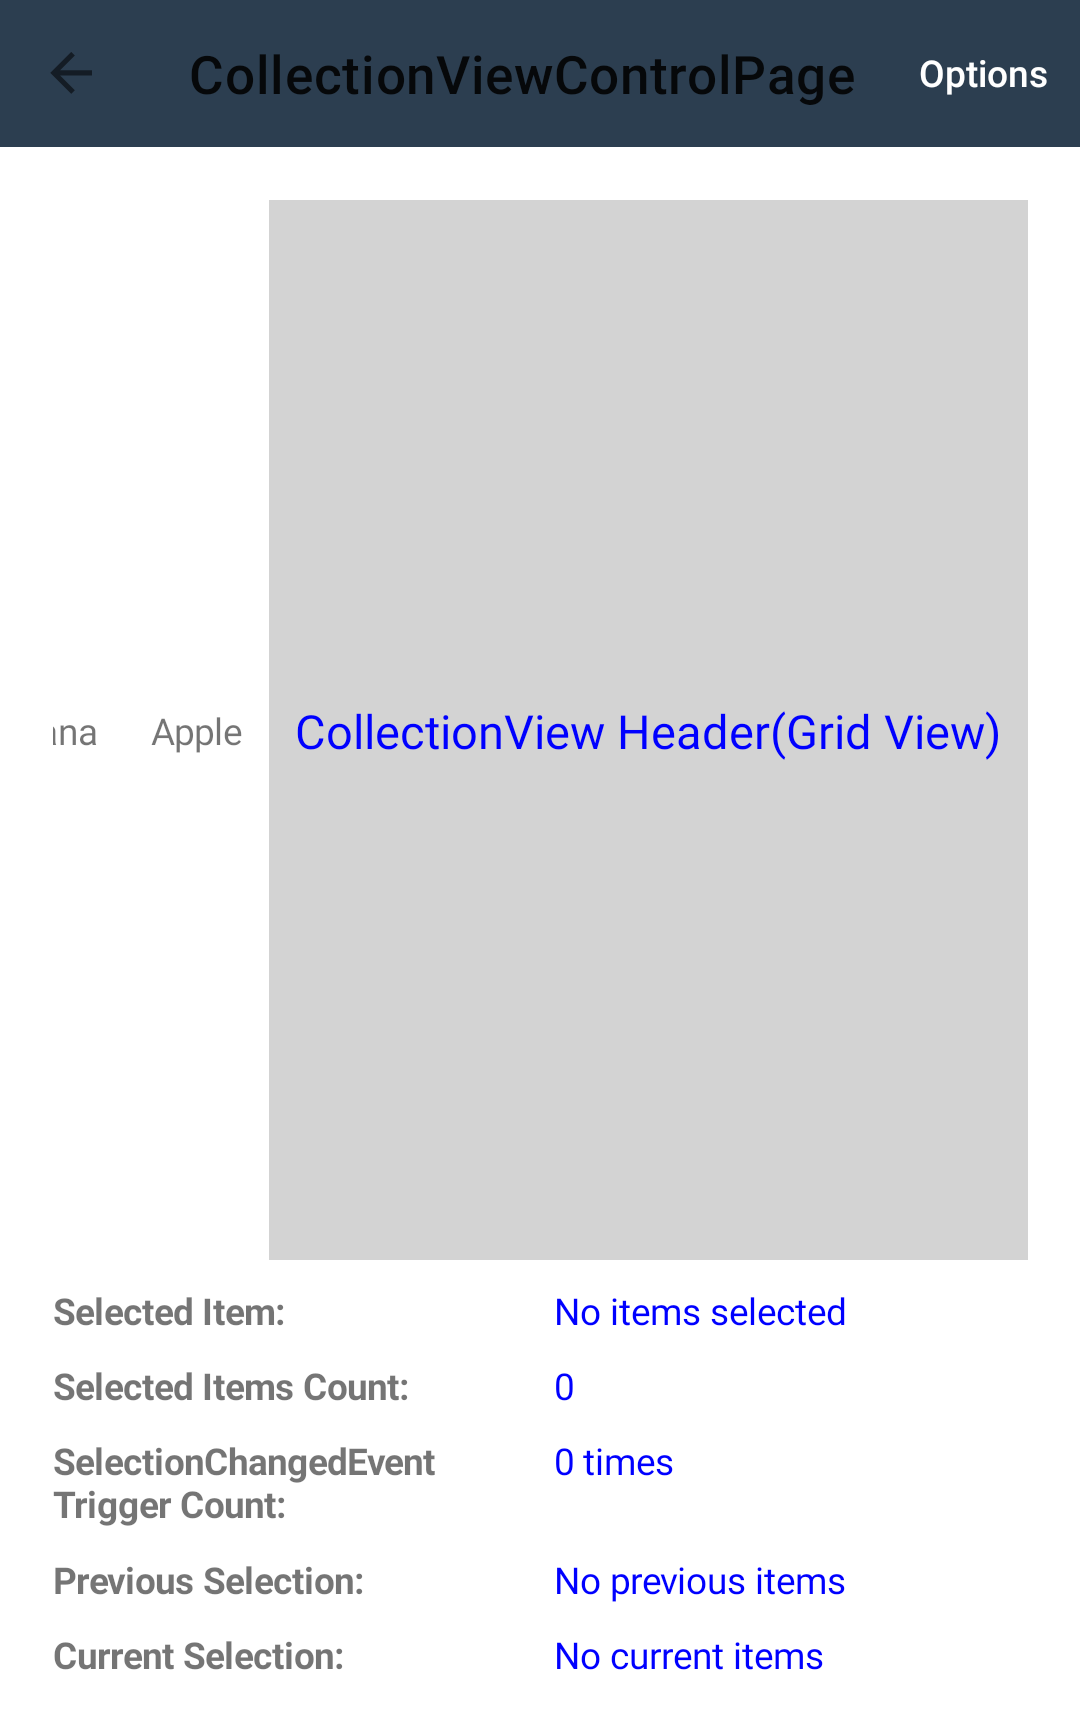 CollectionViewControlPage
Options
Apple
CollectionView Header(Grid View)
Selected Item:
No items selected
Selected Items Count:
0
SelectionChangedEvent
Trigger Count:
0 times
Previous Selection:
No previous items
Current Selection:
No current items